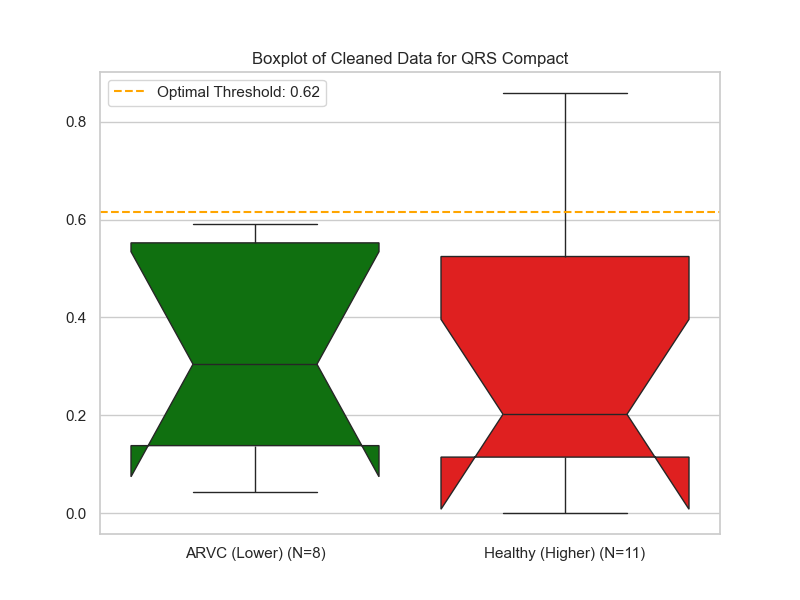 Boxplot of Cleaned Data for QRS Compact
Optimal Threshold: 0.62
0.8
0.6
0.4
0.2
0.0
ARVC (Lower) (N=8)
Healthy (Higher) (N=11)